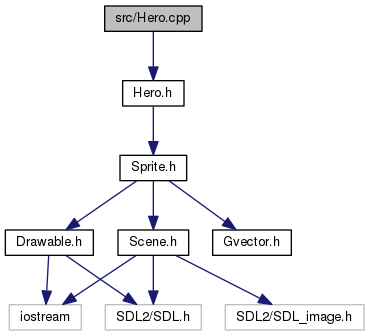 src/Hero.cpp
Hero.h
Sprite.h
Drawable.h
Scene.h
Gvector.h
iostream
SDL2/SDL.h
SDL2/SDL_image.h